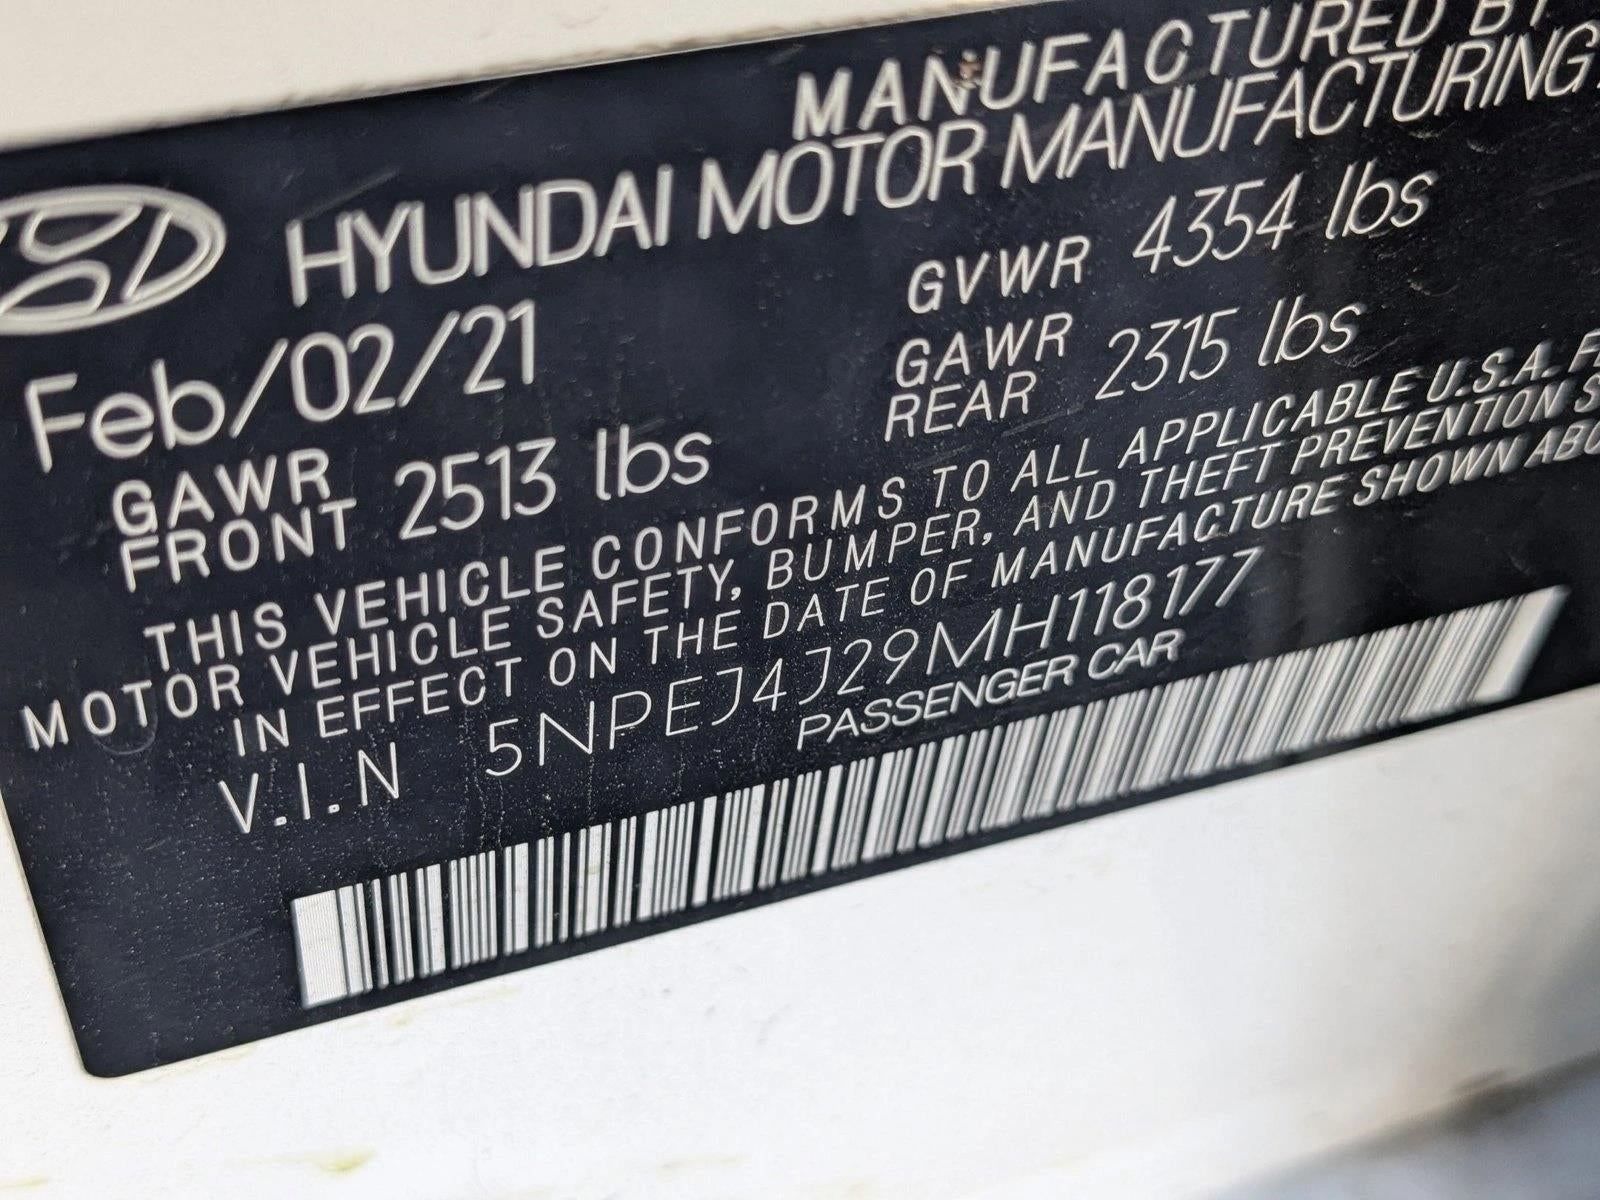 MANUFACTURED BY
HYUNDAI MOTOR MANUFACTURING
Feb/02/21
GVWR 4354 lbs
GAWR FRONT 2513 lbs
GAWR REAR 2315 lbs
THIS VEHICLE CONFORMS TO ALL APPLICABLE U.S.A.
MOTOR VEHICLE SAFETY, BUMPER, AND THEFT PREVENTION
IN EFFECT ON THE DATE OF MANUFACTURE SHOWN
V.I.N 5NPEJ4J29MH118177
PASSENGER CAR